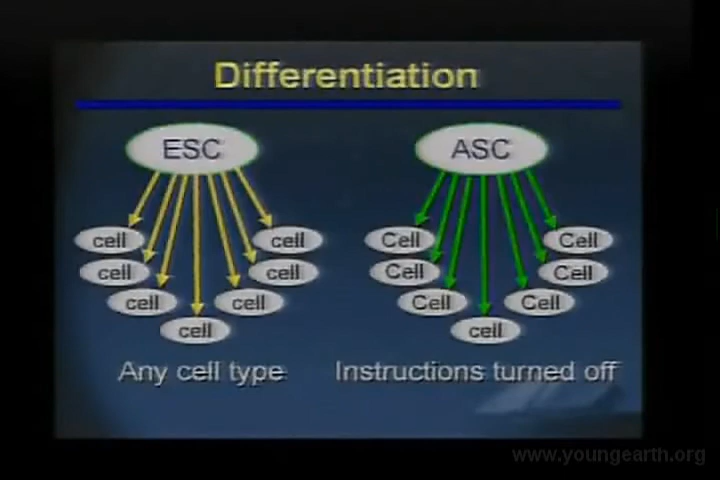 Differentiation
ESC
ASC
cell
cell
cell
cell
cell
cell
cell
Cell
Cell
Cell
cell
Cell
Cell
Cell
Any cell type
Instructions turned off
www.youngearth.org